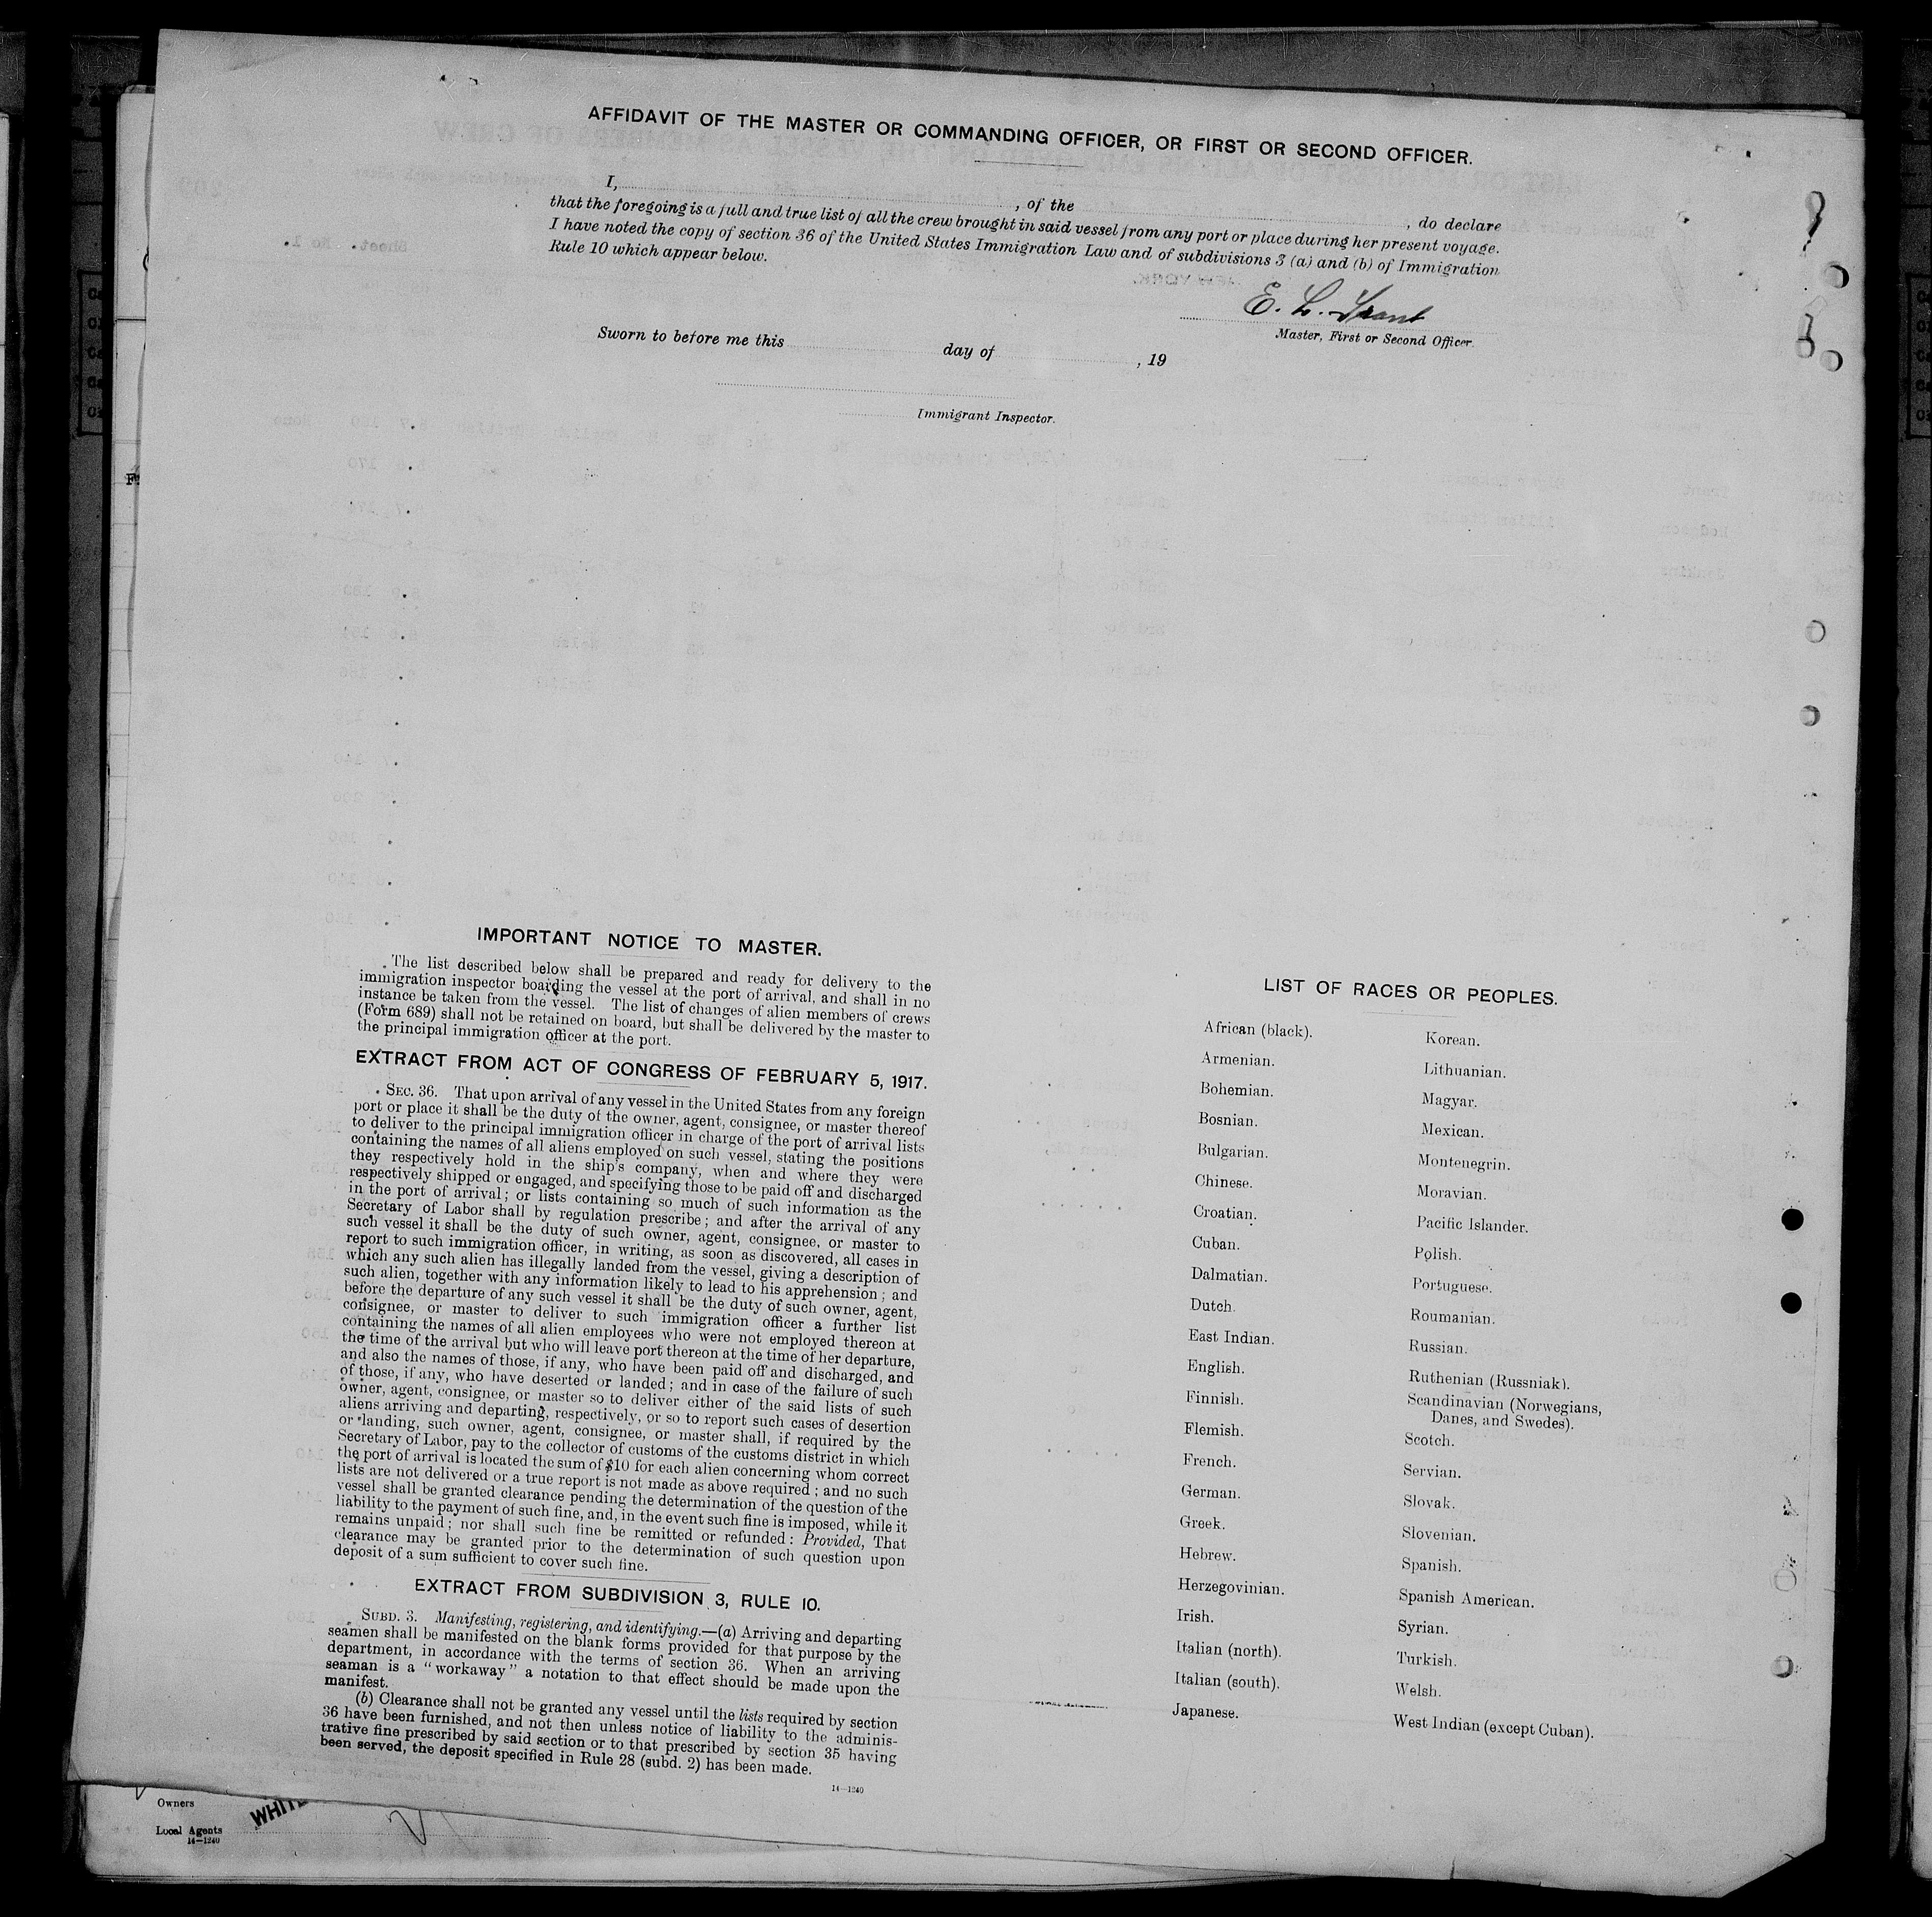 AFFIDAVIT OF THE MASTER OR COMMANDING OFFICER, OR FIRST OR SECOND OFFICER.
I, , of the , do declare
that the foregoing is a full and true list of all the crew brought in said vessel from any port or place during her present voyage.
I have noted the copy of section 36 of the United States Immigration Law and of subdivisions 3 (a) and (b) of Immigration
Rule 10 which appear below.
E. L. Trant
Master, First or Second Officer.
Sworn to before me this day of , 19
Immigrant Inspector.
IMPORTANT NOTICE TO MASTER.
The list described below shall be prepared and ready for delivery to the
immigration inspector boarding the vessel at the port of arrival, and shall in no
instance be taken from the vessel. The list of changes of alien members of crews
(Form 689) shall not be retained on board, but shall be delivered by the master to
the principal immigration officer at the port.
EXTRACT FROM ACT OF CONGRESS OF FEBRUARY 5, 1917.
SEC. 36. That upon arrival of any vessel in the United States from any foreign
port or place it shall be the duty of the owner, agent, consignee, or master thereof
to deliver to the principal immigration officer in charge of the port of arrival lists
containing the names of all aliens employed on such vessel, stating the positions
they respectively hold in the ship's company, when and where they were
respectively shipped or engaged, and specifying those to be paid off and discharged
in the port of arrival; or lists containing so much of such information as the
Secretary of Labor shall by regulation prescribe; and after the arrival of any
such vessel it shall be the duty of such owner, agent, consignee, or master to
report to such immigration officer, in writing, as soon as discovered, all cases in
which any such alien has illegally landed from the vessel, giving a description of
such alien, together with any information likely to lead to his apprehension; and
before the departure of any such vessel it shall be the duty of such owner, agent,
consignee, or master to deliver to such immigration officer a further list
containing the names of all alien employees who were not employed thereon at
the time of the arrival but who will leave port thereon at the time of her departure,
and also the names of those, if any, who have been paid off and discharged, and
of those, if any, who have deserted or landed; and in case of the failure of such
owner, agent, consignee, or master so to deliver either of the said lists of such
aliens arriving and departing, respectively, or so to report such cases of desertion
or landing, such owner, agent, consignee, or master shall, if required by the
Secretary of Labor, pay to the collector of customs of the customs district in which
the port of arrival is located the sum of $10 for each alien concerning whom correct
lists are not delivered or a true report is not made as above required; and no such
vessel shall be granted clearance pending the determination of the question of the
liability to the payment of such fine, and, in the event such fine is imposed, while it
remains unpaid; nor shall such fine be remitted or refunded: Provided, That
clearance may be granted prior to the determination of such question upon
deposit of a sum sufficient to cover such fine.
EXTRACT FROM SUBDIVISION 3, RULE 10.
SUBD. 3. Manifesting, registering, and identifying.—(a) Arriving and departing
seamen shall be manifested on the blank forms provided for that purpose by the
department, in accordance with the terms of section 36. When an arriving
seaman is a "workaway" a notation to that effect should be made upon the
manifest.
(b) Clearance shall not be granted any vessel until the lists required by section
36 have been furnished, and not then unless notice of liability to the adminis-
trative fine prescribed by said section or to that prescribed by section 35 having
been served, the deposit specified in Rule 28 (subd. 2) has been made.
14—1240
LIST OF RACES OR PEOPLES.
African (black).
Armenian.
Bohemian.
Bosnian.
Bulgarian.
Chinese.
Croatian.
Cuban.
Dalmatian.
Dutch.
East Indian.
English.
Finnish.
Flemish.
French.
German.
Greek.
Hebrew.
Herzegovinian.
Irish.
Italian (north).
Italian (south).
Japanese.
Korean.
Lithuanian.
Magyar.
Mexican.
Montenegrin.
Moravian.
Pacific Islander.
Polish.
Portuguese.
Roumanian.
Russian.
Ruthenian (Russniak).
Scandinavian (Norwegians,
Danes, and Swedes).
Scotch.
Servian.
Slovak.
Slovenian.
Spanish.
Spanish American.
Syrian.
Turkish.
Welsh.
West Indian (except Cuban).
Owners
WHITE
Local Agents
14—1240